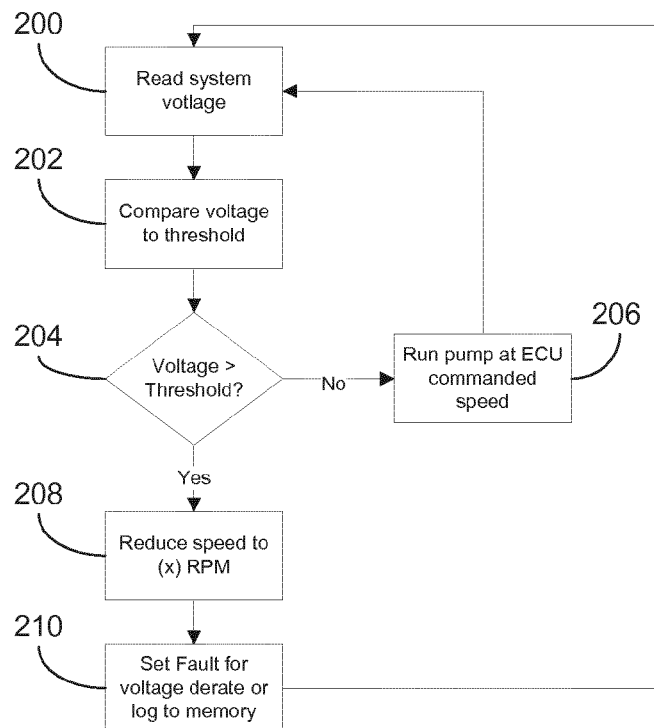 200
Read system
votlage
202
Compare voltage
to threshold
204
Voltage >
Threshold?
No
206
Run pump at ECU
commanded
speed
Yes
208
Reduce speed to
(x) RPM
210
Set Fault for
voltage derate or
log to memory